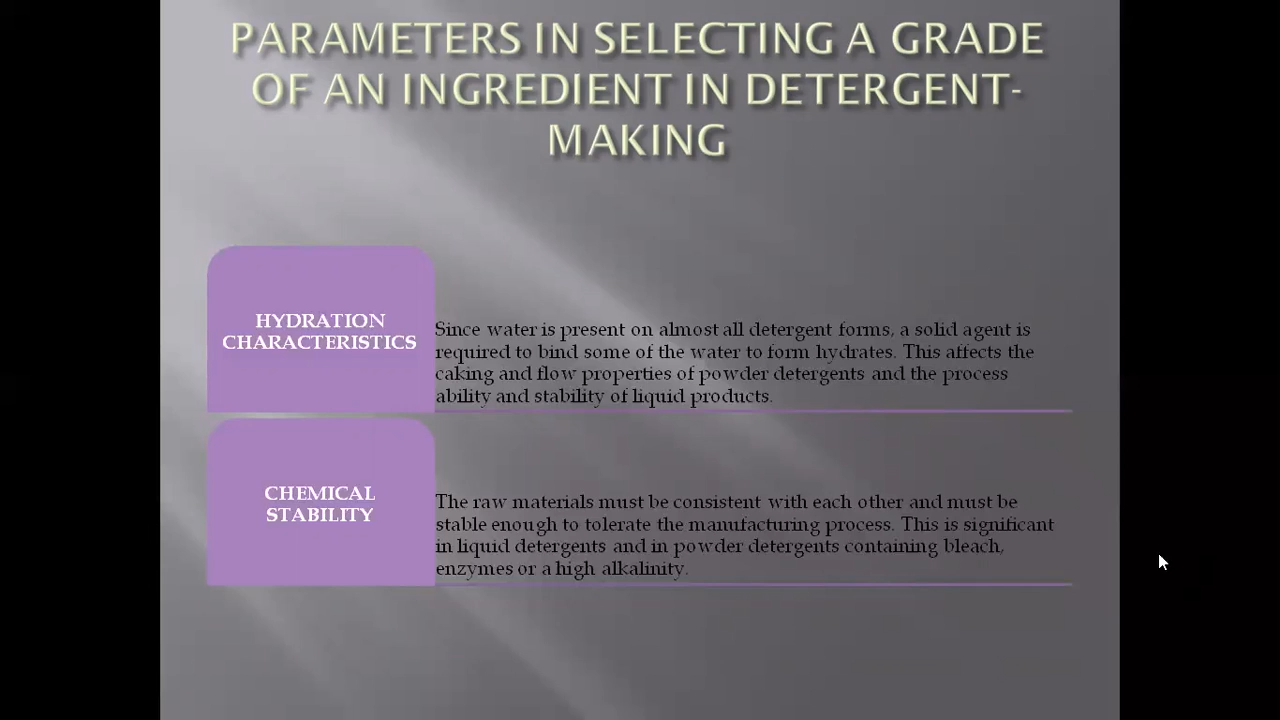 PARAMETERS IN SELECTING A GRADE
OF AN INGREDIENT IN DETERGENT-
MAKING
HYDRATION
CHARACTERISTICS
Since water is present on almost all detergent forms, a solid agent is
required to bind some of the water to form hydrates. This affects the
caking and flow properties of powder detergents and the process
ability and stability of liquid products.
CHEMICAL
STABILITY
The raw materials must be consistent with each other and must be
stable enough to tolerate the manufacturing process. This is significant
in liquid detergents and in powder detergents containing bleach,
enzymes or a high alkalinity.